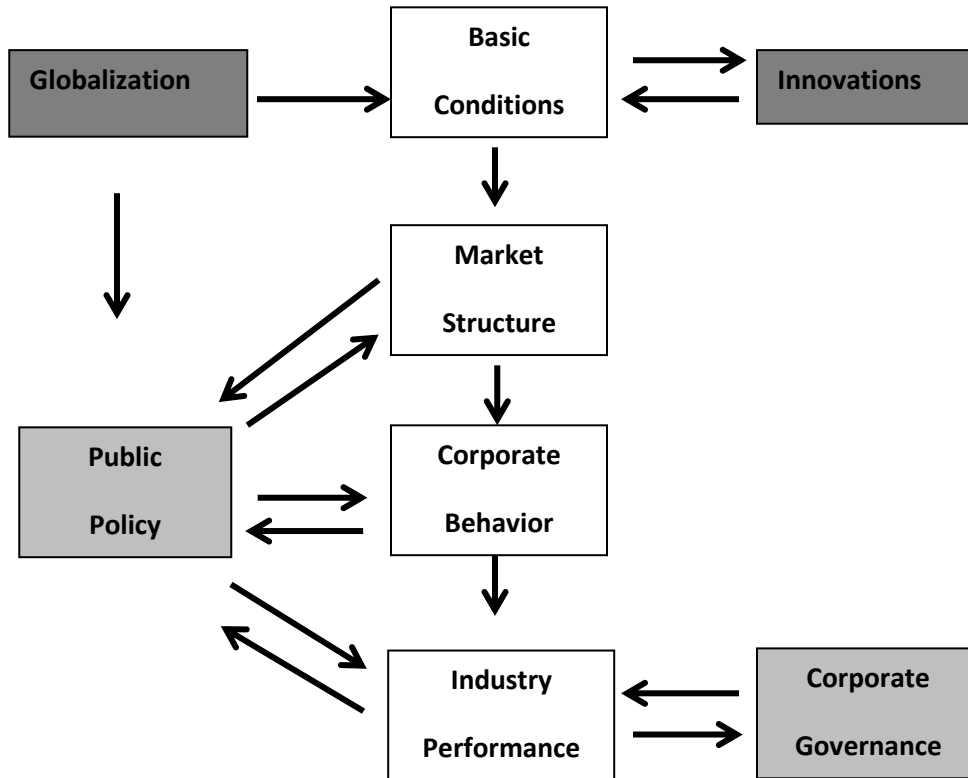 Basic
Conditions
Globalization
Innovations
Market
Structure
Public
Policy
Corporate
Behavior
Industry
Performance
Corporate
Governance